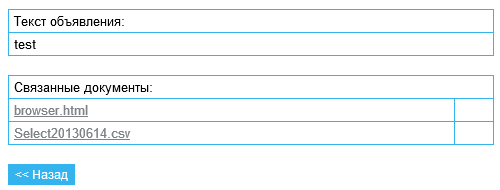 Текст объявления:
test
Связанные документы:
browser.html
Select20130614.csv
<< Назад